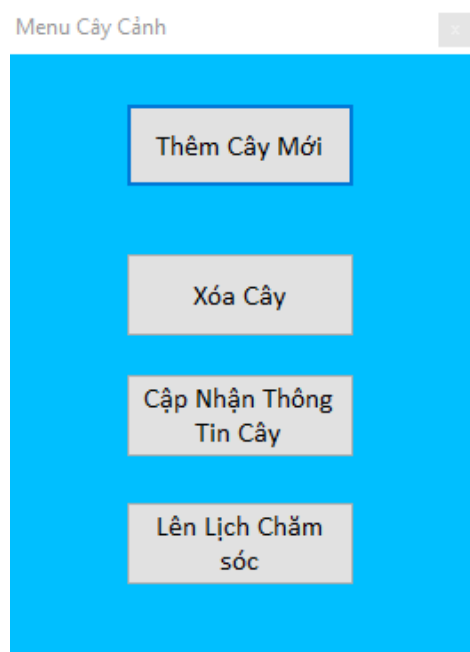 Menu Cây Cảnh
x
Thêm Cây Mới
Xóa Cây
Cập Nhận Thông
Tin Cây
Lên Lịch Chăm
sóc